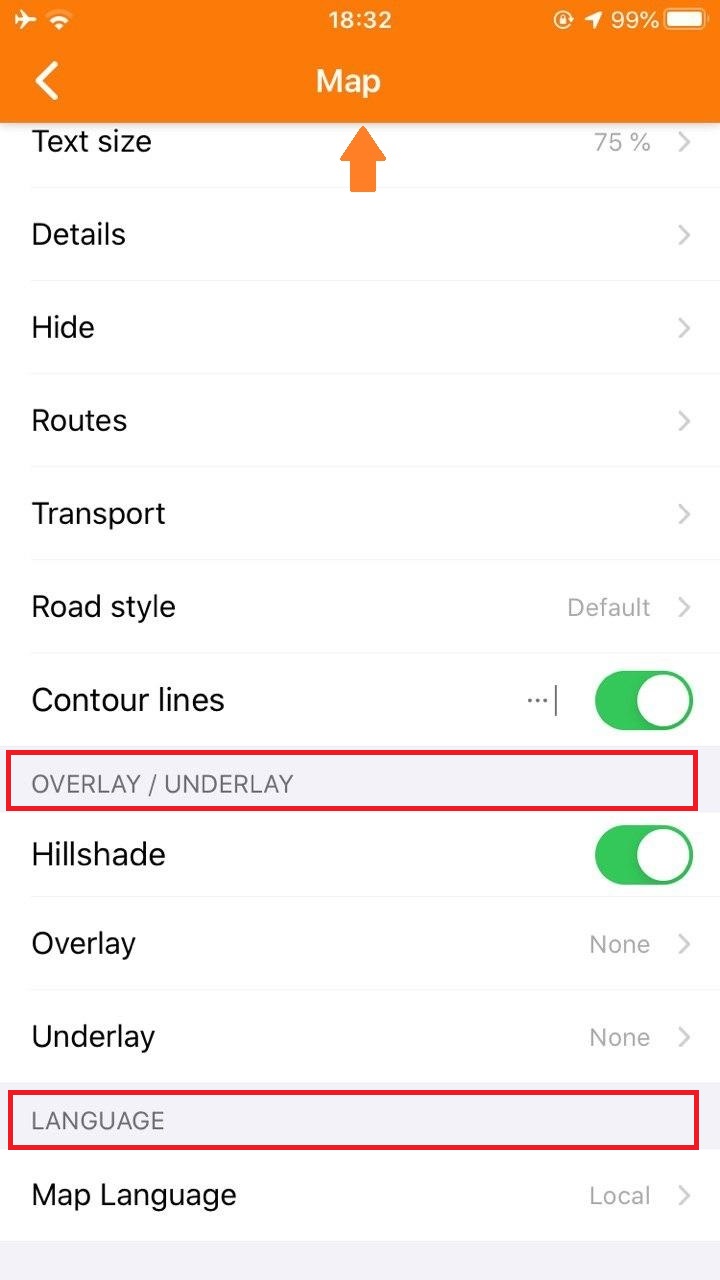 18:32
99%
Map
Text size 75 %
Details
Hide
Routes
Transport
Road style Default
Contour lines ...|
OVERLAY / UNDERLAY
Hillshade
Overlay None
Underlay None
LANGUAGE
Map Language Local